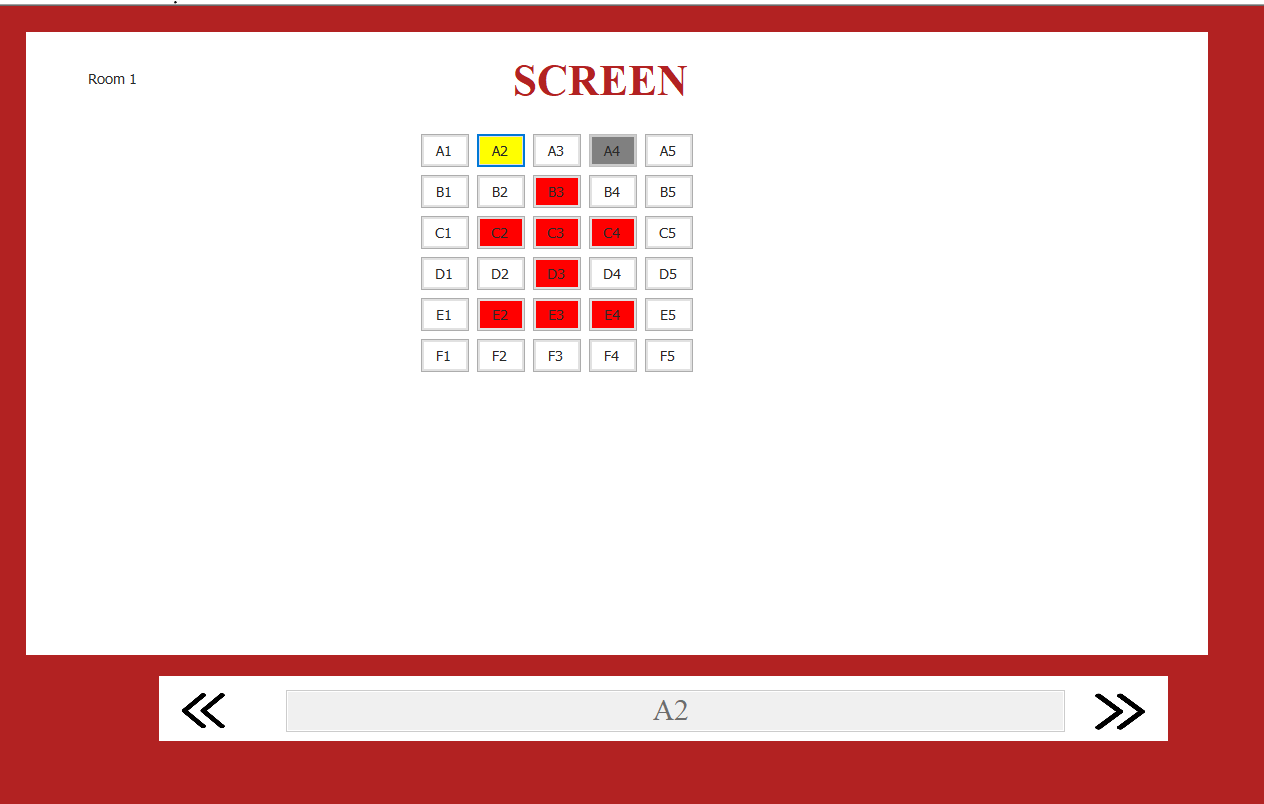 Room 1
SCREEN
A1 A2 A3 A4 A5
B1 B2 B3 B4 B5
C1 C2 C3 C4 C5
D1 D2 D3 D4 D5
E1 E2 E3 E4 E5
F1 F2 F3 F4 F5
A2